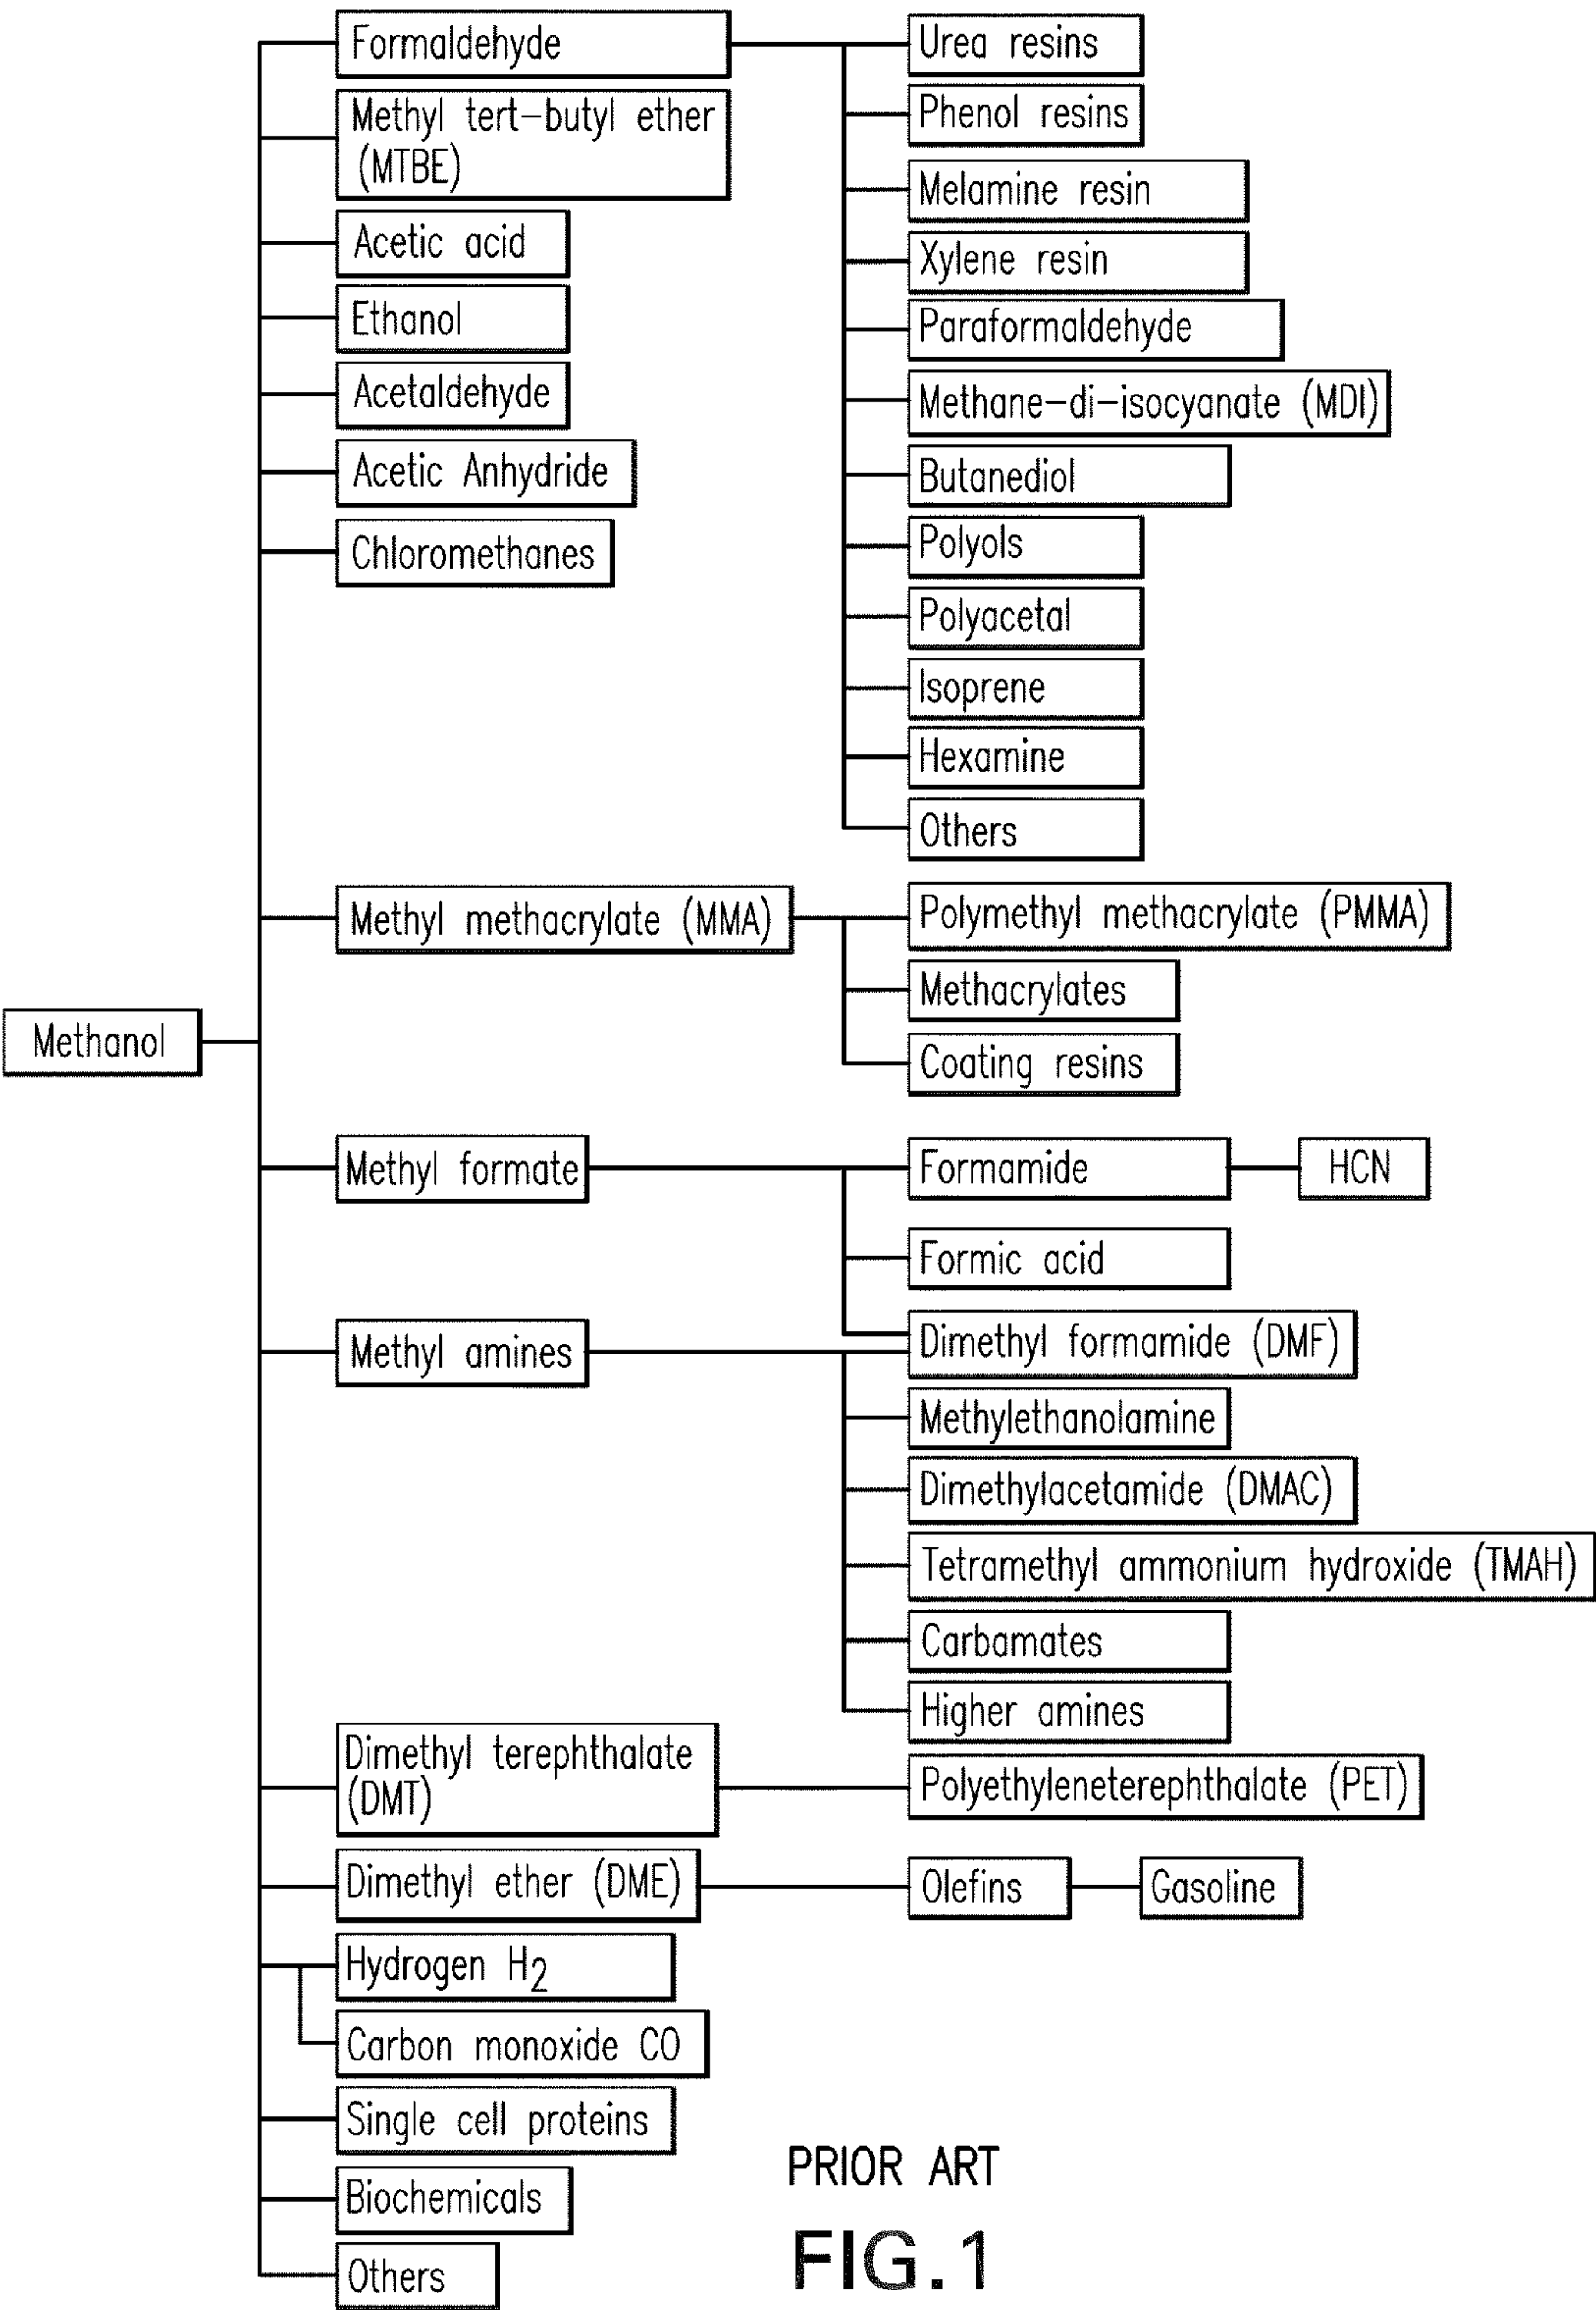 Methanol
Formaldehyde
Methyl tert-butyl ether
(MTBE)
Acetic acid
Ethanol
Acetaldehyde
Acetic Anhydride
Chloromethanes
Urea resins
Phenol resins
Melamine resin
Xylene resin
Paraformaldehyde
Methane-di-isocyanate (MDI)
Butanediol
Polyols
Polyacetal
Isoprene
Hexamine
Others
Methyl methacrylate (MMA)
Polymethyl methacrylate (PMMA)
Methacrylates
Coating resins
Methyl formate
Formamide
HCN
Formic acid
Methyl amines
Dimethyl formamide (DMF)
Methylethanolamine
Dimethylacetamide (DMAC)
Tetramethyl ammonium hydroxide (TMAH)
Carbamates
Higher amines
Dimethyl terephthalate
(DMT)
Polyethyleneterephthalate (PET)
Dimethyl ether (DME)
Olefins
Gasoline
Hydrogen H2
Carbon monoxide CO
Single cell proteins
Biochemicals
Others
PRIOR ART
FIG.1